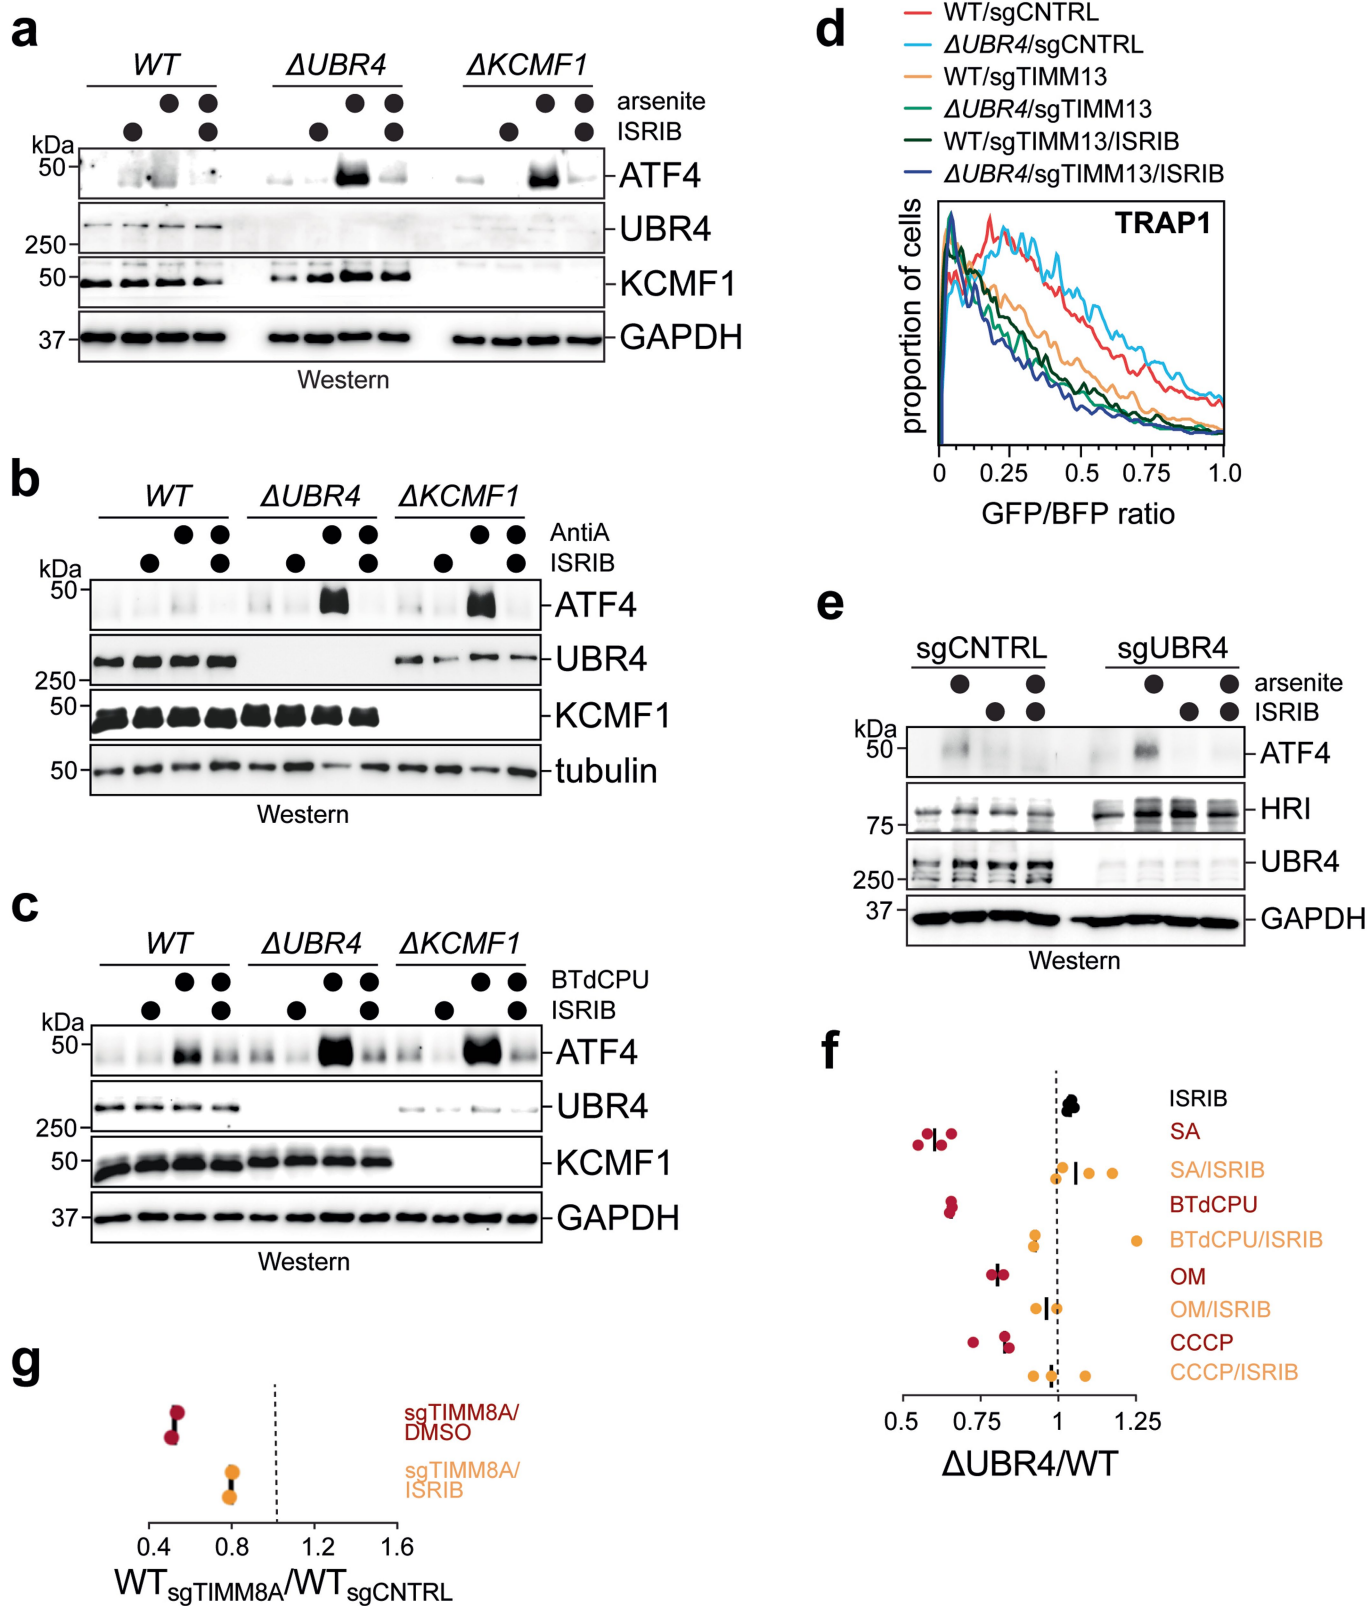 a
WT ΔUBR4 ΔKCMF1
arsenite
ISRIB
kDa
50
ATF4
UBR4
250
50
KCMF1
37
GAPDH
Western
b
WT ΔUBR4 ΔKCMF1
AntiA
ISRIB
kDa
50
ATF4
UBR4
250
50
KCMF1
50
tubulin
Western
c
WT ΔUBR4 ΔKCMF1
BTdCPU
ISRIB
kDa
50
ATF4
UBR4
250
50
KCMF1
37
GAPDH
Western
d
WT/sgCNTRL
ΔUBR4/sgCNTRL
WT/sgTIMM13
ΔUBR4/sgTIMM13
WT/sgTIMM13/ISRIB
ΔUBR4/sgTIMM13/ISRIB
TRAP1
proportion of cells
0 0.25 0.5 0.75 1.0
GFP/BFP ratio
e
sgCNTRL sgUBR4
arsenite
ISRIB
kDa
50
ATF4
HRI
75
UBR4
250
37
GAPDH
Western
f
ISRIB
SA
SA/ISRIB
BTdCPU
BTdCPU/ISRIB
OM
OM/ISRIB
CCCP
CCCP/ISRIB
0.5 0.75 1 1.25
ΔUBR4/WT
g
sgTIMM8A/
DMSO
sgTIMM8A/
ISRIB
0.4 0.8 1.2 1.6
WTsgTIMM8A/WTsgCNTRL